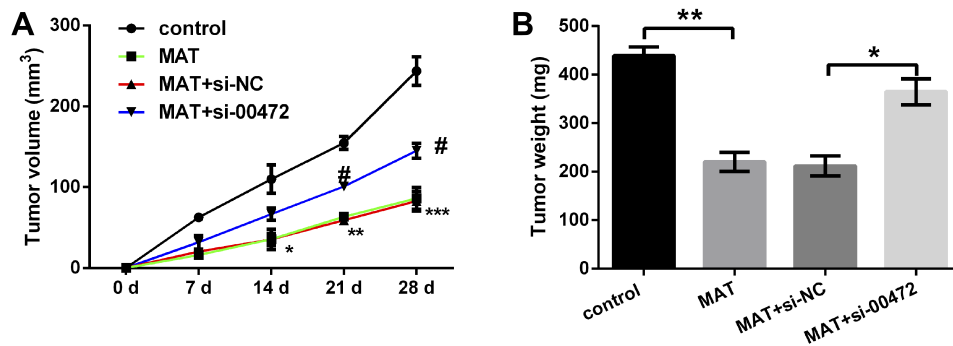 A
Tumor volume (mm³)
300
200
100
0
control
MAT
MAT+si-NC
MAT+si-00472
#
#
*
**
***
0 d 7 d 14 d 21 d 28 d
B
Tumor weight (mg)
500
400
300
200
100
0
**
*
control MAT MAT+si-NC MAT+si-00472